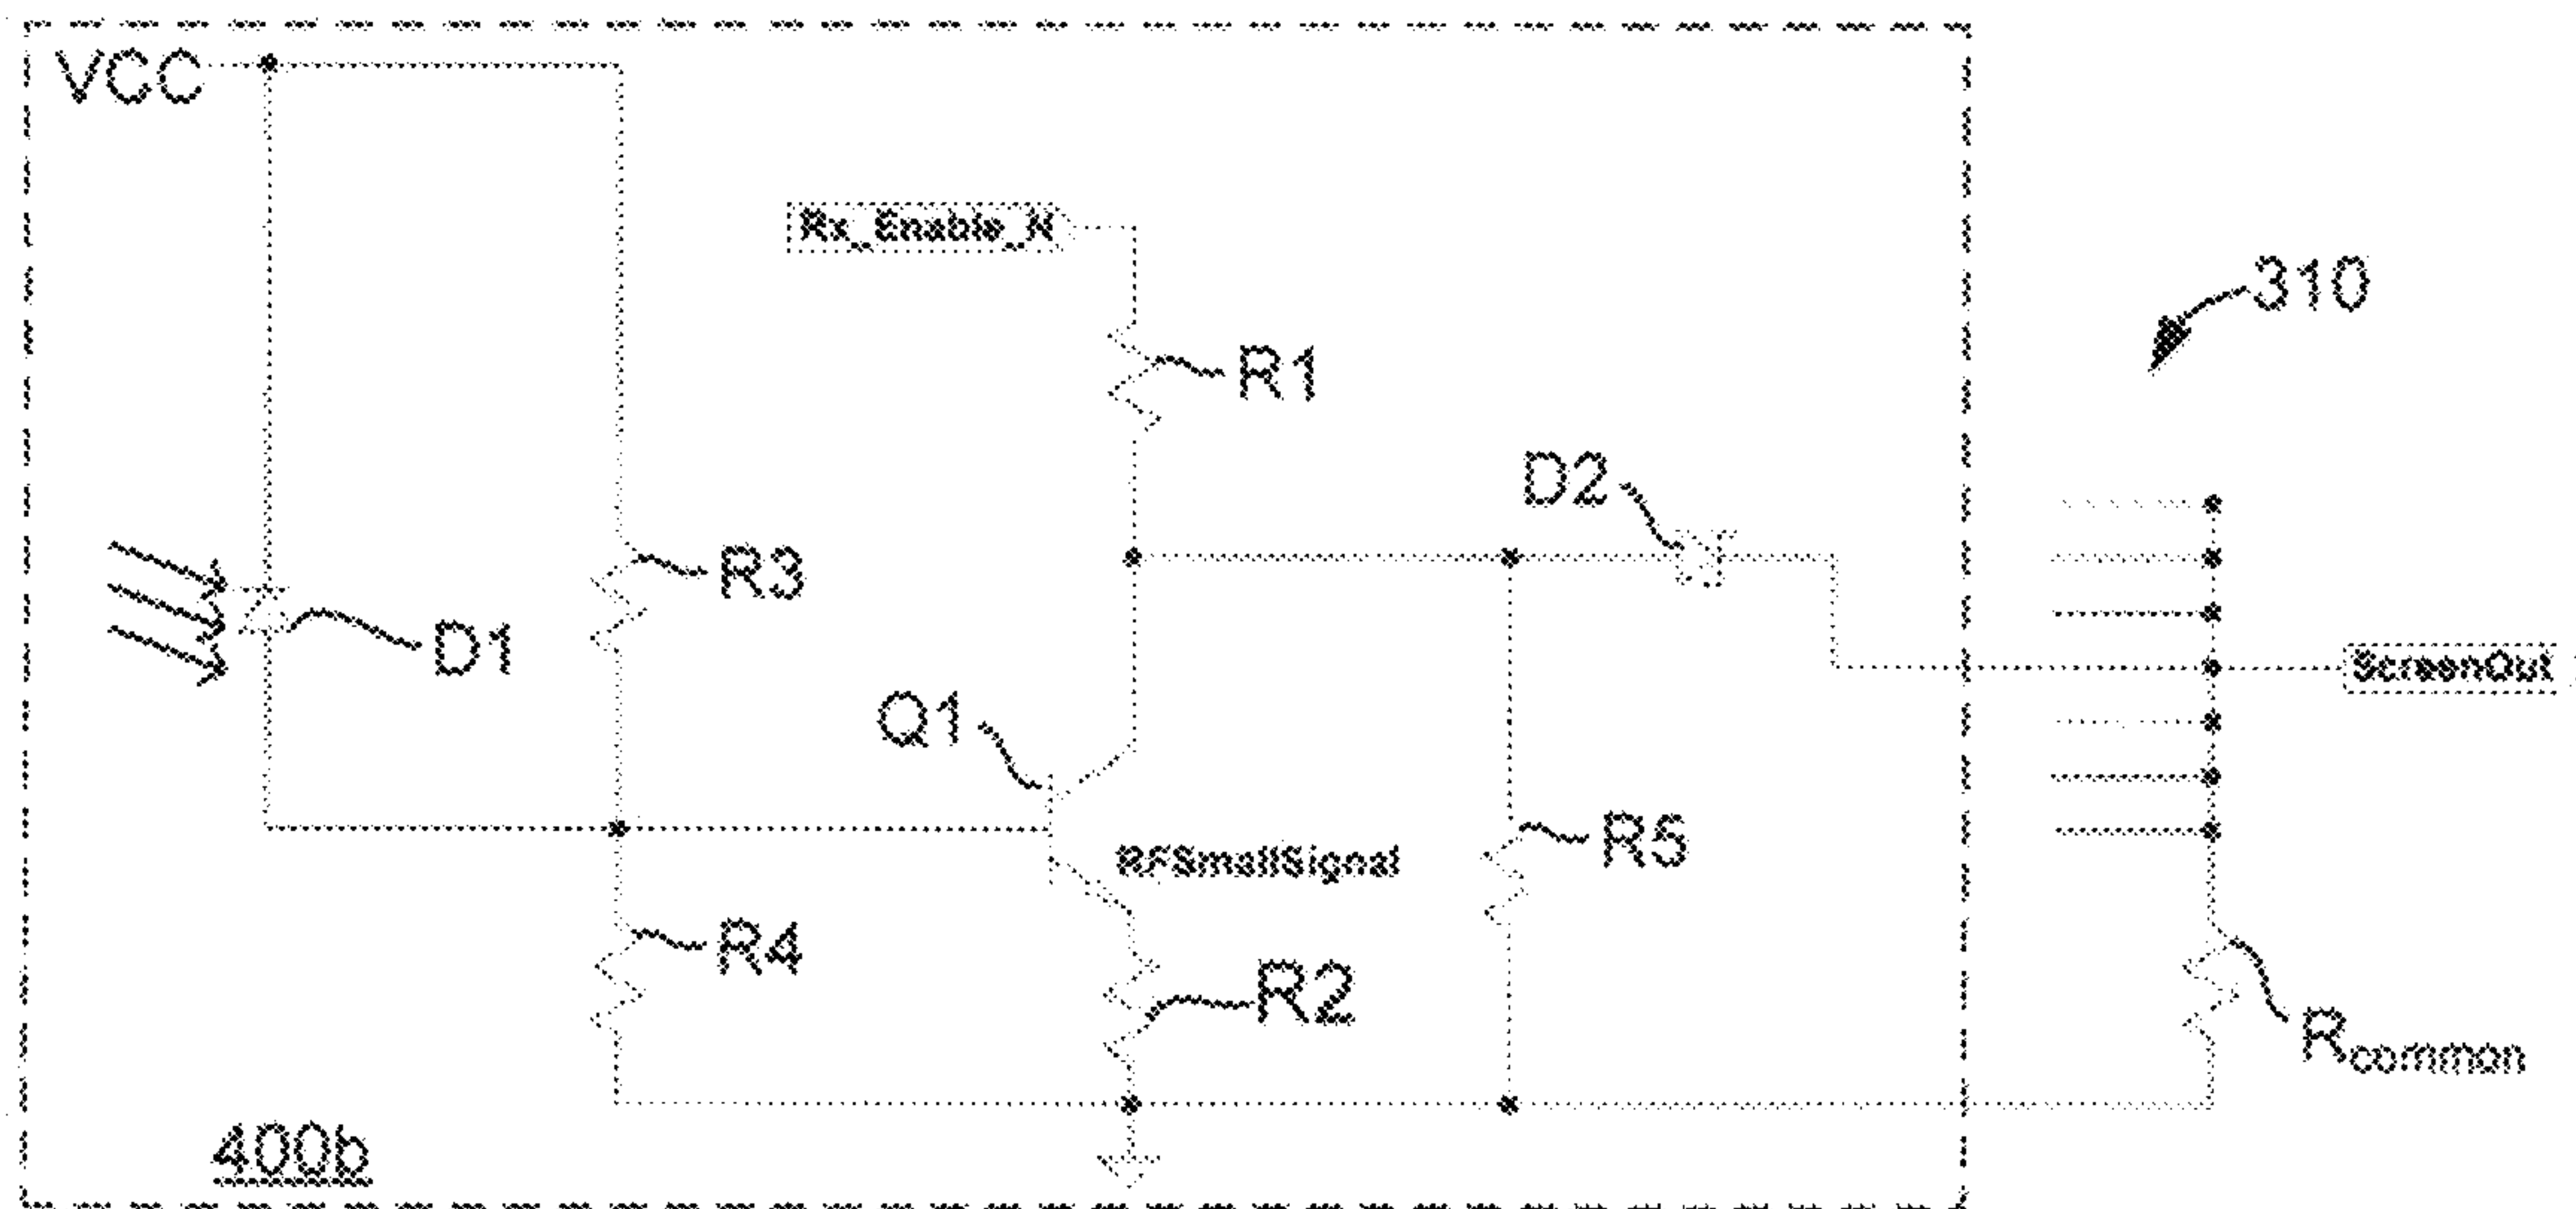 VCC
Rx_Enable_N
310
R1
D2
R3
D1
ScreenOut
Q1
RFSmallSignal
R5
R4
R2
Rcommon
400b